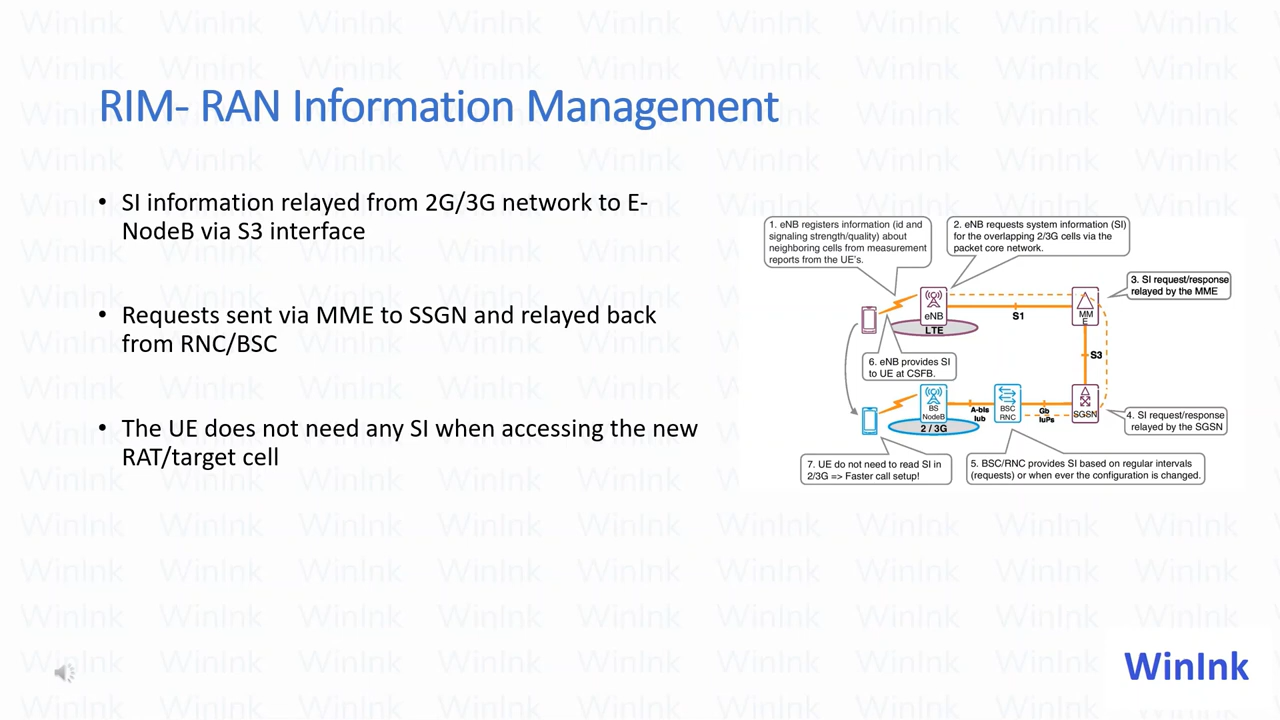 RIM- RAN Information Management
• SI information relayed from 2G/3G network to E-
NodeB via S3 interface
• Requests sent via MME to SSGN and relayed back
from RNC/BSC
• The UE does not need any SI when accessing the new
RAT/target cell
1. eNB registers information (id and
signaling strength/quality) about
neighboring cells from measurement
reports from the UE's.
2. eNB requests system information (SI)
for the overlapping 2/3G cells via the
packet core network.
3. SI request/response
relayed by the MME
eNB
LTE
S1
MM
E
S3
6. eNB provides SI
to UE at CSFB.
BS
NodeB
2 / 3G
A-bis
Iub
BSC
RNC
Gb
IuPs
SGSN
4. SI request/response
relayed by the SGSN
7. UE do not need to read SI in
2/3G => Faster call setup!
5. BSC/RNC provides SI based on regular intervals
(requests) or when ever the configuration is changed.
WinInk